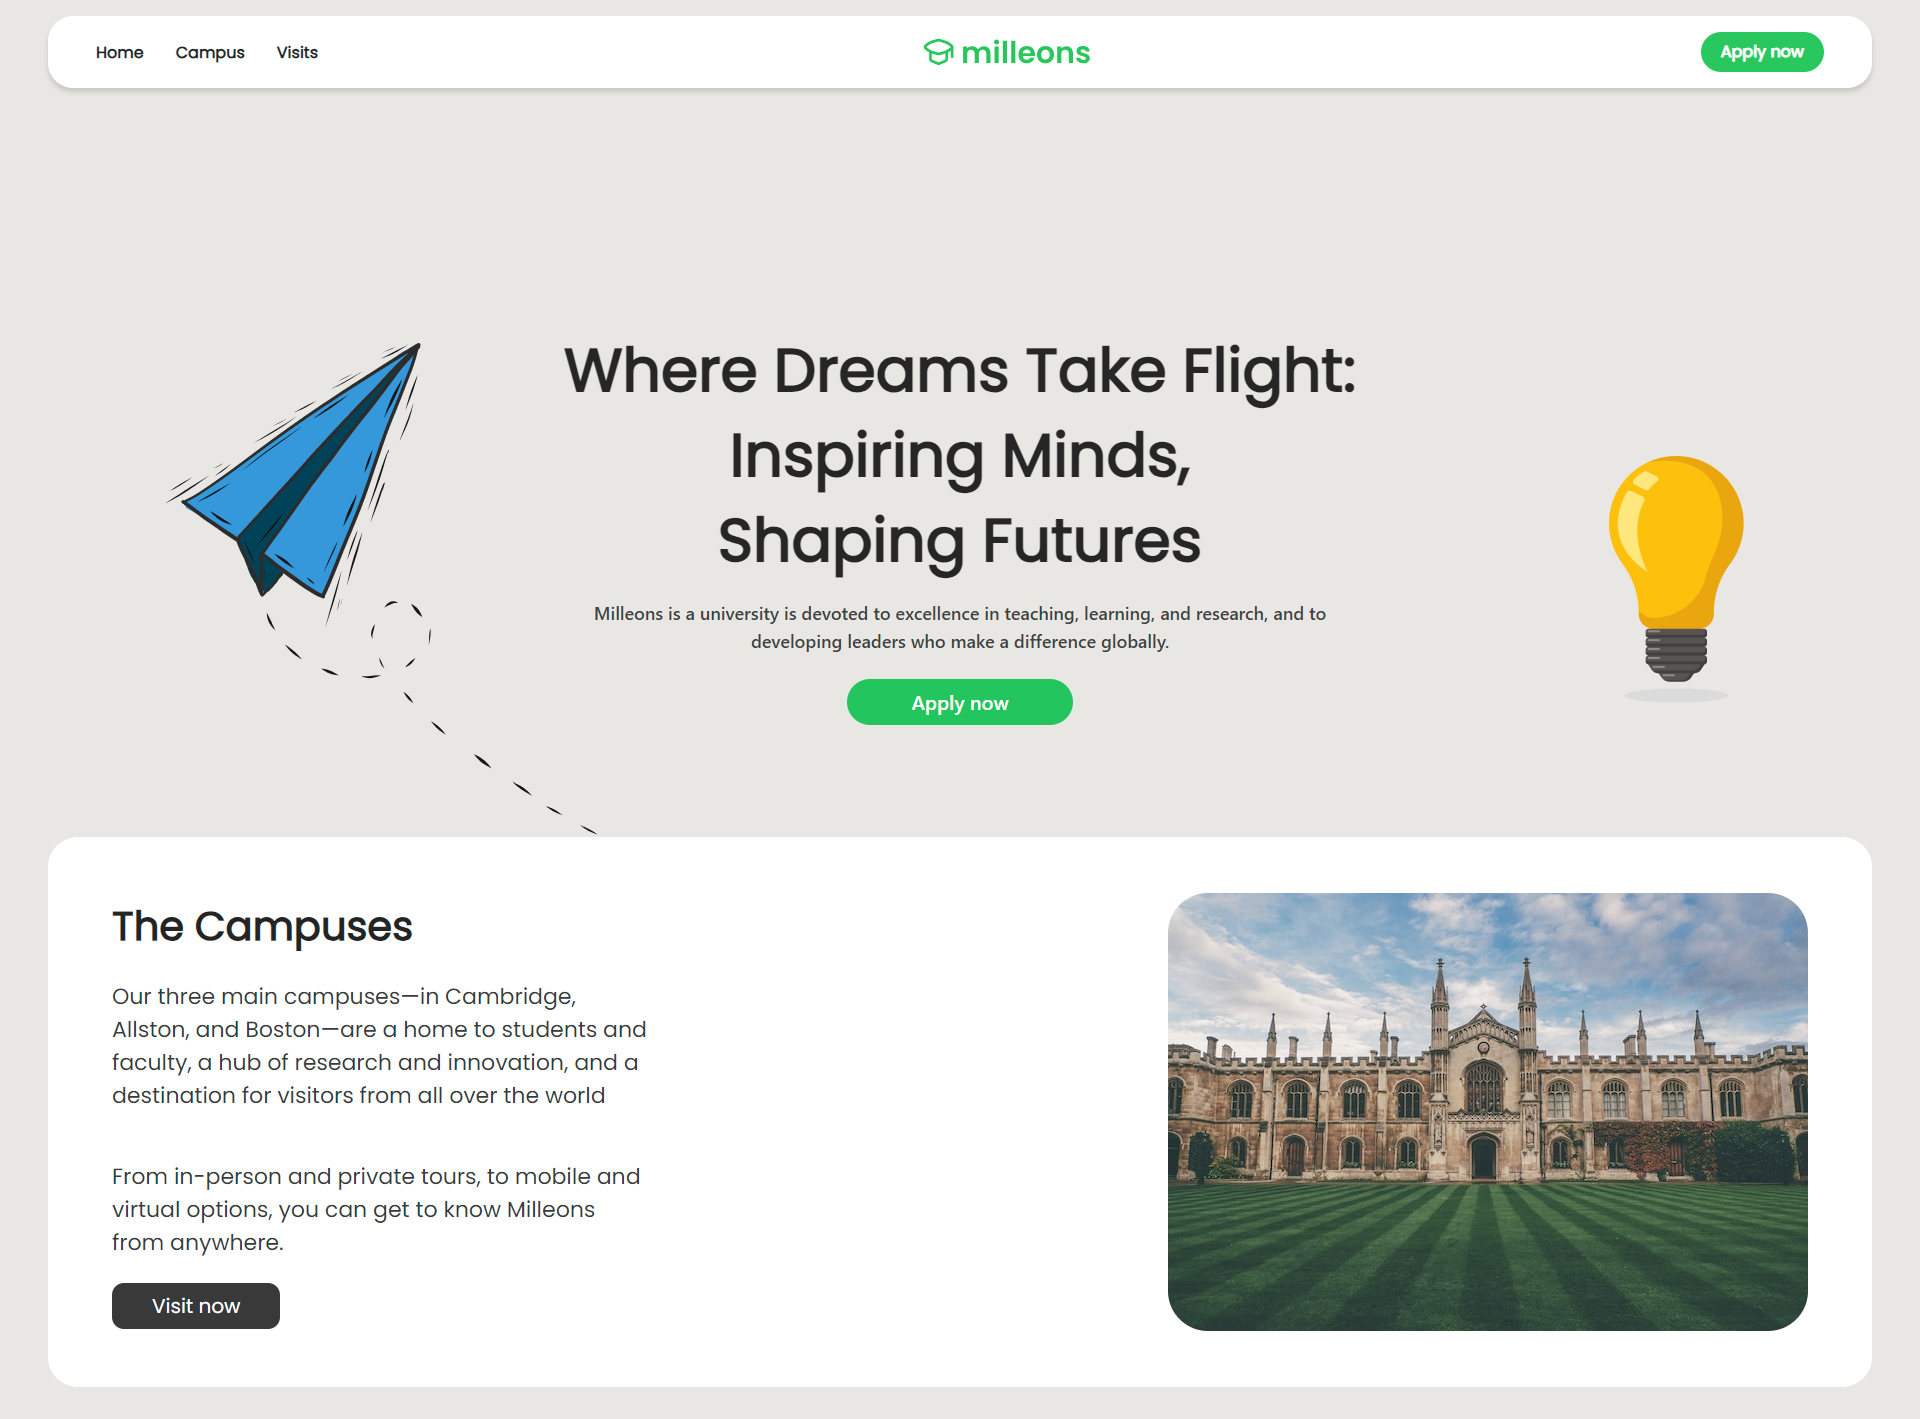 Home
Campus
Visits
milleons
Apply now
Where Dreams Take Flight:
Inspiring Minds,
Shaping Futures
Milleons is a university is devoted to excellence in teaching, learning, and research, and to
developing leaders who make a difference globally.
Apply now
The Campuses
Our three main campuses—in Cambridge,
Allston, and Boston—are a home to students and
faculty, a hub of research and innovation, and a
destination for visitors from all over the world
From in-person and private tours, to mobile and
virtual options, you can get to know Milleons
from anywhere.
Visit now